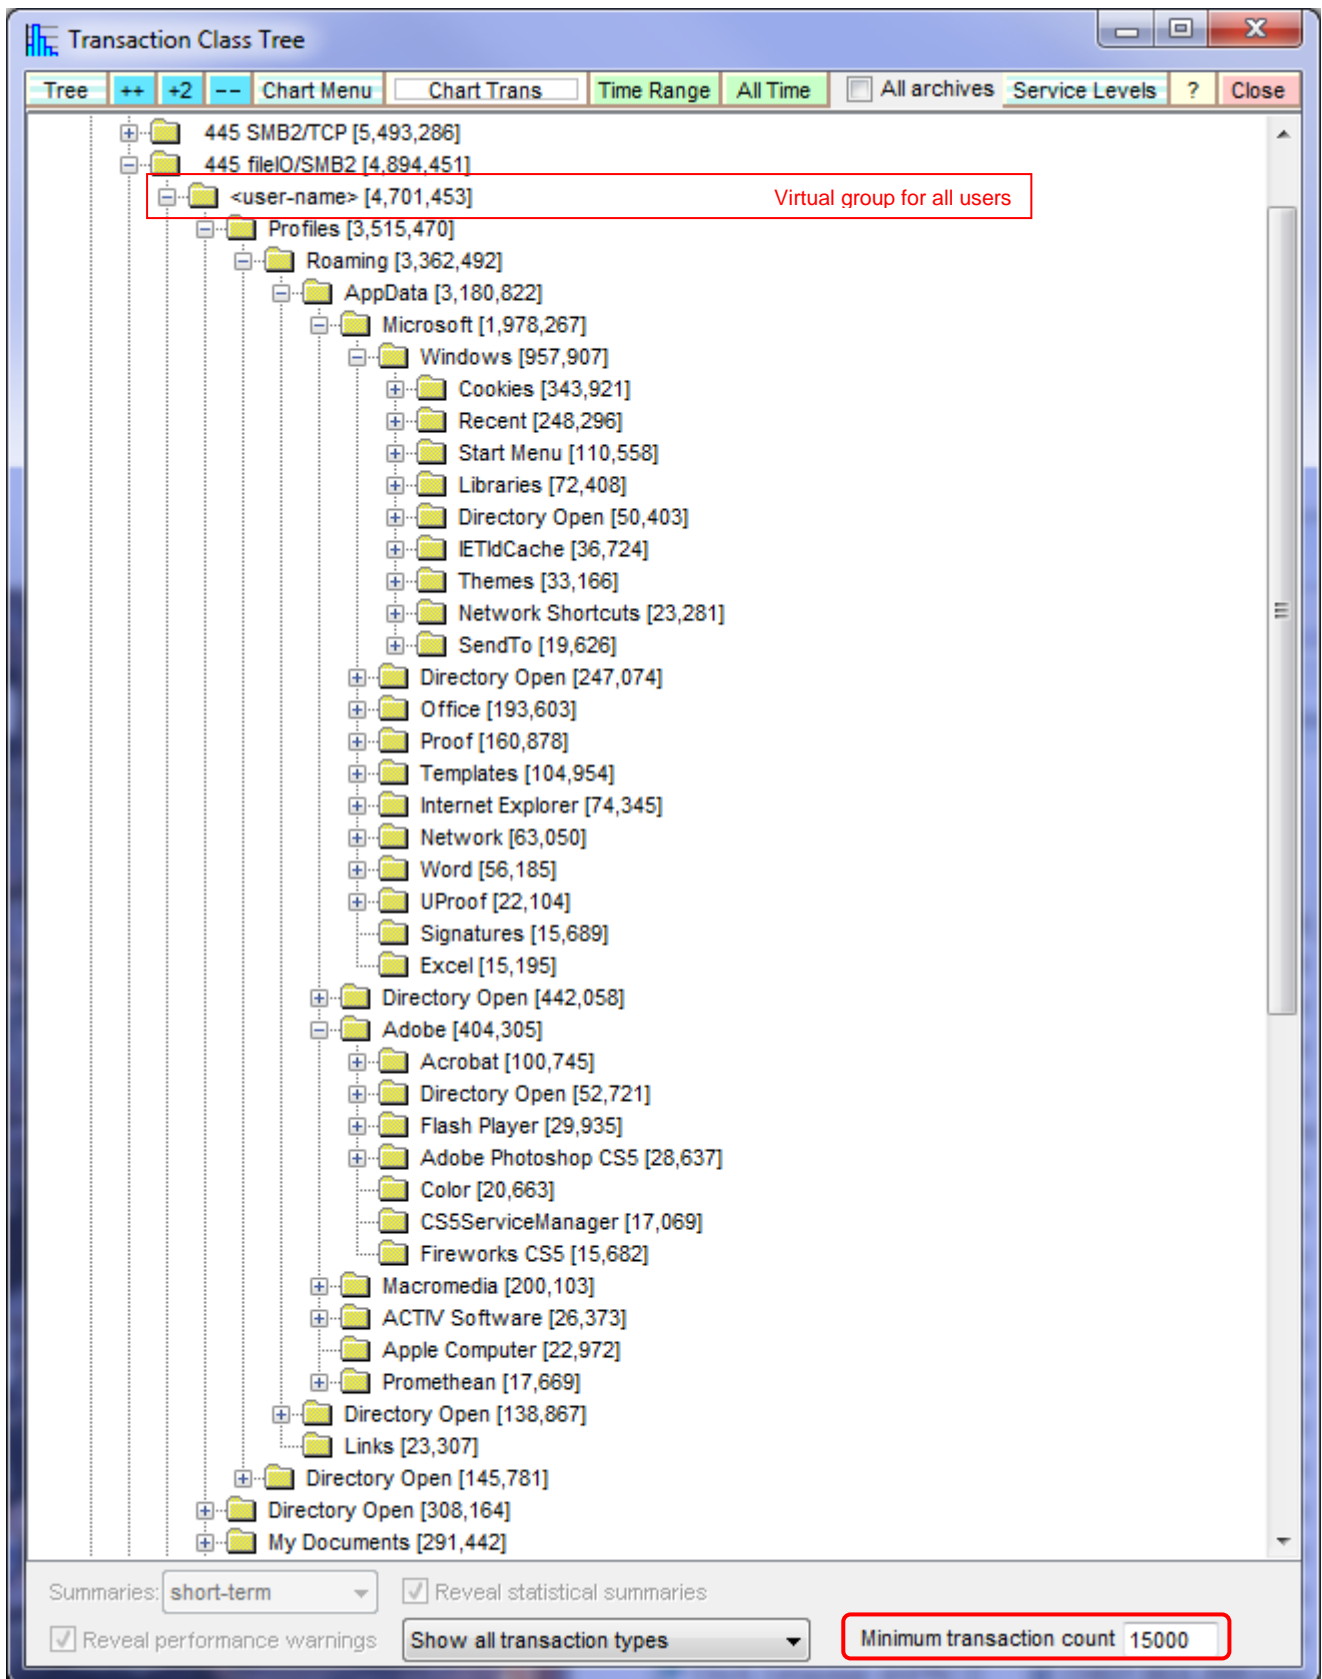 Transaction Class Tree
Tree ++ +2 -- Chart Menu Chart Trans Time Range All Time All archives Service Levels ? Close
445 SMB2/TCP [5,493,286]
445 fileIO/SMB2 [4,894,451]
<user-name> [4,701,453] Virtual group for all users
Profiles [3,515,470]
Roaming [3,362,492]
AppData [3,180,822]
Microsoft [1,978,267]
Windows [957,907]
Cookies [343,921]
Recent [248,296]
Start Menu [110,558]
Libraries [72,408]
Directory Open [50,403]
IETldCache [36,724]
Themes [33,166]
Network Shortcuts [23,281]
SendTo [19,626]
Directory Open [247,074]
Office [193,603]
Proof [160,878]
Templates [104,954]
Internet Explorer [74,345]
Network [63,050]
Word [56,185]
UProof [22,104]
Signatures [15,689]
Excel [15,195]
Directory Open [442,058]
Adobe [404,305]
Acrobat [100,745]
Directory Open [52,721]
Flash Player [29,935]
Adobe Photoshop CS5 [28,637]
Color [20,663]
CS5ServiceManager [17,069]
Fireworks CS5 [15,682]
Macromedia [200,103]
ACTIV Software [26,373]
Apple Computer [22,972]
Promethean [17,669]
Directory Open [138,867]
Links [23,307]
Directory Open [145,781]
Directory Open [308,164]
My Documents [291,442]
Summaries: short-term Reveal statistical summaries
Reveal performance warnings Show all transaction types Minimum transaction count 15000